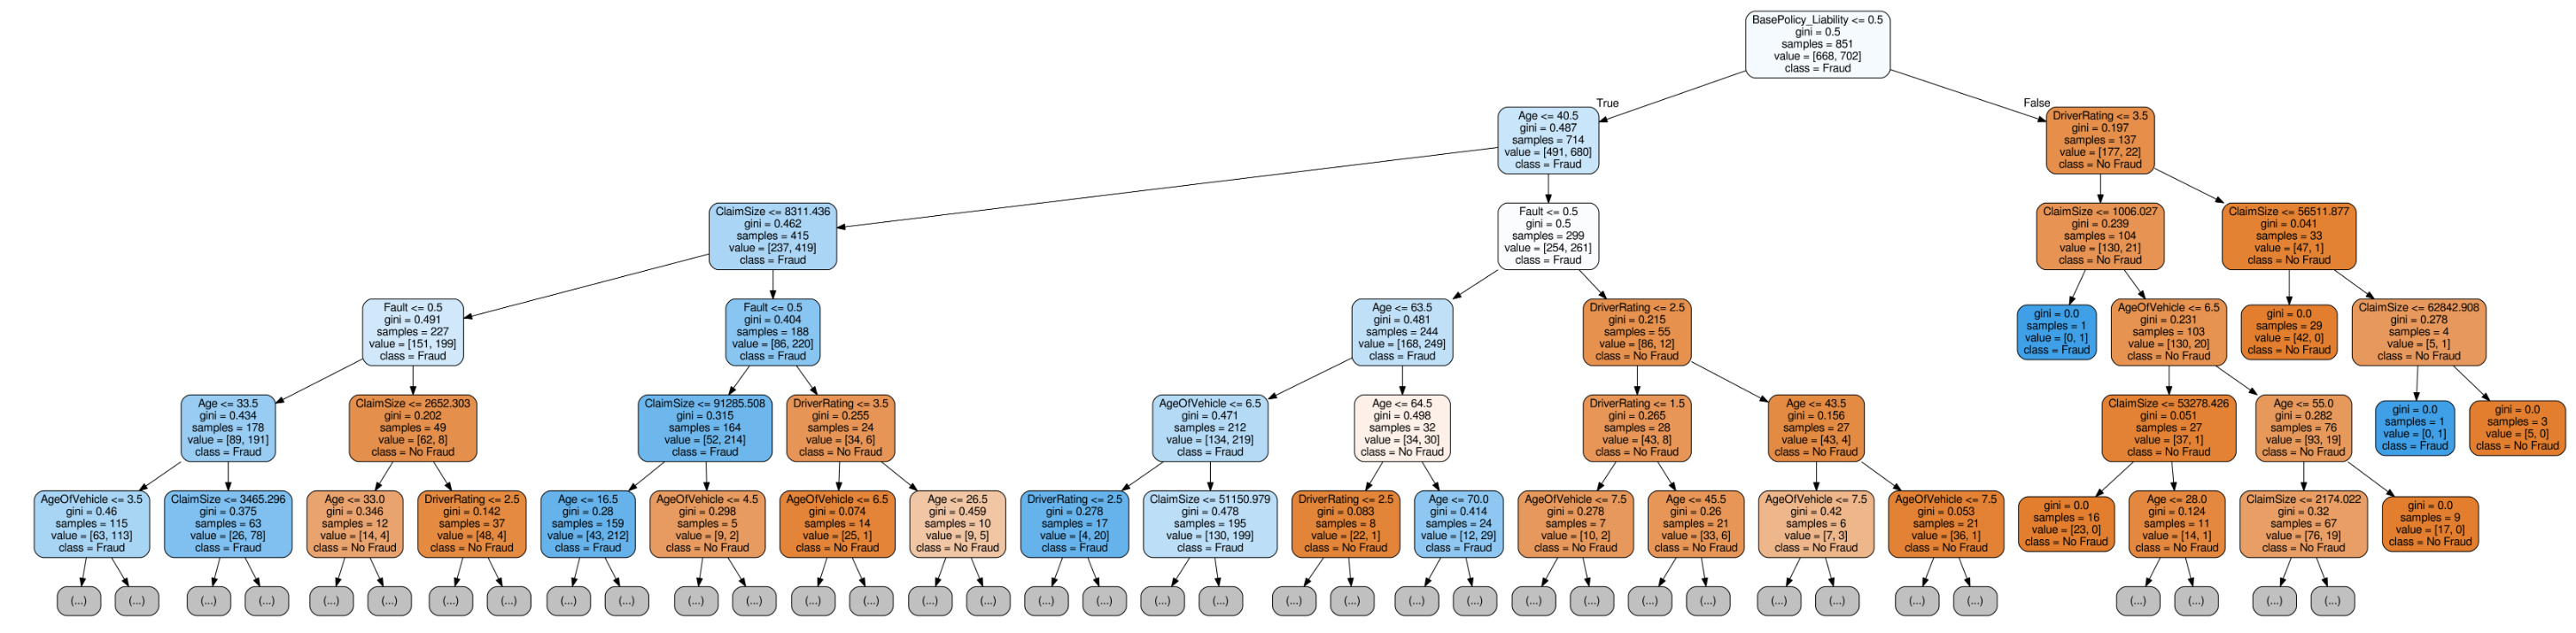 BasePolicy_Liability <= 0.5
gini = 0.5
samples = 851
value = [668, 702]
class = Fraud
True
False
Age <= 40.5
gini = 0.487
samples = 714
value = [491, 680]
class = Fraud
DriverRating <= 3.5
gini = 0.197
samples = 137
value = [177, 22]
class = No Fraud
ClaimSize <= 8311.436
gini = 0.462
samples = 415
value = [237, 419]
class = Fraud
Fault <= 0.5
gini = 0.5
samples = 299
value = [254, 261]
class = Fraud
ClaimSize <= 1006.027
gini = 0.239
samples = 104
value = [130, 21]
class = No Fraud
ClaimSize <= 56511.877
gini = 0.041
samples = 33
value = [47, 1]
class = No Fraud
Fault <= 0.5
gini = 0.491
samples = 227
value = [151, 199]
class = Fraud
Fault <= 0.5
gini = 0.404
samples = 188
value = [86, 220]
class = Fraud
Age <= 63.5
gini = 0.481
samples = 244
value = [168, 249]
class = Fraud
DriverRating <= 2.5
gini = 0.215
samples = 55
value = [86, 12]
class = No Fraud
gini = 0.0
samples = 1
value = [0, 1]
class = Fraud
AgeOfVehicle <= 6.5
gini = 0.231
samples = 103
value = [130, 20]
class = No Fraud
gini = 0.0
samples = 29
value = [42, 0]
class = No Fraud
ClaimSize <= 62842.908
gini = 0.278
samples = 4
value = [5, 1]
class = No Fraud
Age <= 33.5
gini = 0.434
samples = 178
value = [89, 191]
class = Fraud
ClaimSize <= 2652.303
gini = 0.202
samples = 49
value = [62, 8]
class = No Fraud
ClaimSize <= 91285.508
gini = 0.315
samples = 164
value = [52, 214]
class = Fraud
DriverRating <= 3.5
gini = 0.255
samples = 24
value = [34, 6]
class = No Fraud
AgeOfVehicle <= 6.5
gini = 0.471
samples = 212
value = [134, 219]
class = Fraud
Age <= 64.5
gini = 0.498
samples = 32
value = [34, 30]
class = No Fraud
DriverRating <= 1.5
gini = 0.265
samples = 28
value = [43, 8]
class = No Fraud
Age <= 43.5
gini = 0.156
samples = 27
value = [43, 4]
class = No Fraud
ClaimSize <= 53278.426
gini = 0.051
samples = 27
value = [37, 1]
class = No Fraud
Age <= 55.0
gini = 0.282
samples = 76
value = [93, 19]
class = No Fraud
gini = 0.0
samples = 1
value = [0, 1]
class = Fraud
gini = 0.0
samples = 3
value = [5, 0]
class = No Fraud
AgeOfVehicle <= 3.5
gini = 0.46
samples = 115
value = [63, 113]
class = Fraud
ClaimSize <= 3465.296
gini = 0.375
samples = 63
value = [26, 78]
class = Fraud
Age <= 33.0
gini = 0.346
samples = 12
value = [14, 4]
class = No Fraud
DriverRating <= 2.5
gini = 0.142
samples = 37
value = [48, 4]
class = No Fraud
Age <= 16.5
gini = 0.28
samples = 159
value = [43, 212]
class = Fraud
AgeOfVehicle <= 4.5
gini = 0.298
samples = 5
value = [9, 2]
class = No Fraud
AgeOfVehicle <= 6.5
gini = 0.074
samples = 14
value = [25, 1]
class = No Fraud
Age <= 26.5
gini = 0.459
samples = 10
value = [9, 5]
class = No Fraud
DriverRating <= 2.5
gini = 0.278
samples = 17
value = [4, 20]
class = Fraud
ClaimSize <= 51150.979
gini = 0.478
samples = 195
value = [130, 199]
class = Fraud
DriverRating <= 2.5
gini = 0.083
samples = 8
value = [22, 1]
class = No Fraud
Age <= 70.0
gini = 0.414
samples = 24
value = [12, 29]
class = Fraud
AgeOfVehicle <= 7.5
gini = 0.278
samples = 7
value = [10, 2]
class = No Fraud
Age <= 45.5
gini = 0.26
samples = 21
value = [33, 6]
class = No Fraud
AgeOfVehicle <= 7.5
gini = 0.42
samples = 6
value = [7, 3]
class = No Fraud
AgeOfVehicle <= 7.5
gini = 0.053
samples = 21
value = [36, 1]
class = No Fraud
gini = 0.0
samples = 16
value = [23, 0]
class = No Fraud
Age <= 28.0
gini = 0.124
samples = 11
value = [14, 1]
class = No Fraud
ClaimSize <= 2174.022
gini = 0.32
samples = 67
value = [76, 19]
class = No Fraud
gini = 0.0
samples = 9
value = [17, 0]
class = No Fraud
(...) (...) (...) (...) (...) (...) (...) (...) (...) (...) (...) (...) (...) (...) (...) (...) (...) (...) (...) (...) (...) (...) (...) (...) (...) (...) (...) (...) (...) (...) (...) (...) (...) (...) (...) (...)